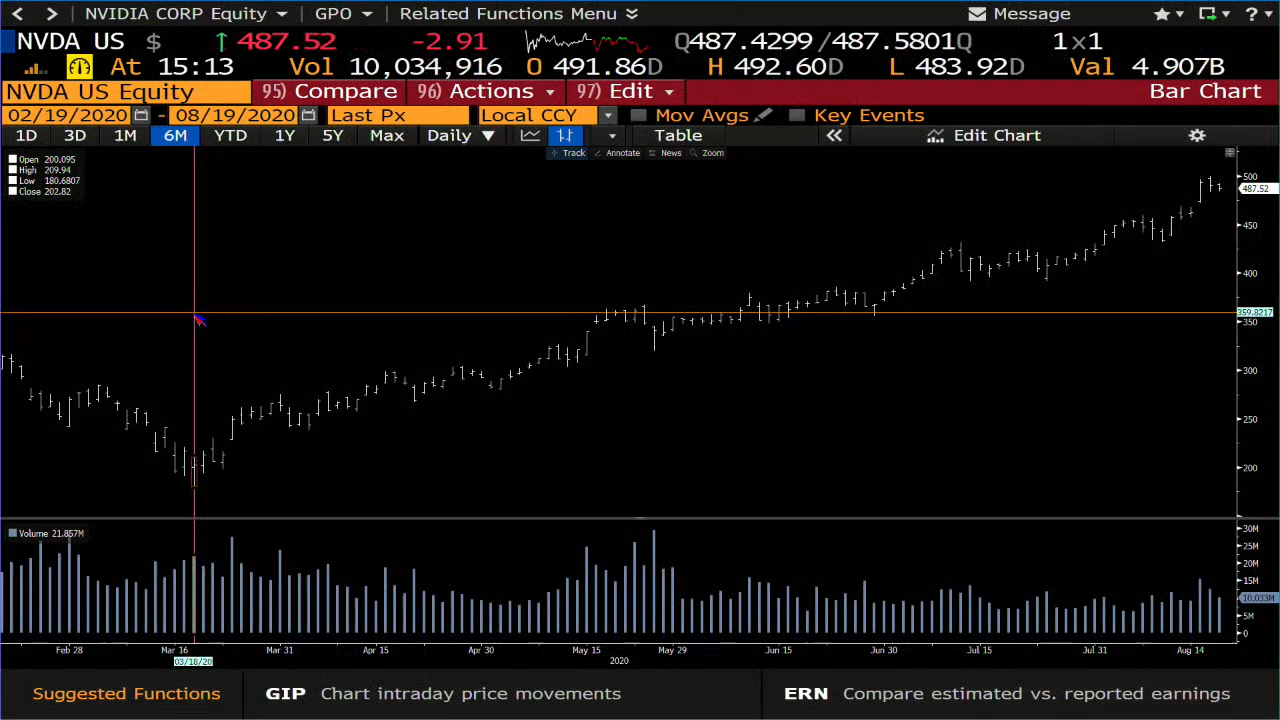 NVIDIA CORP Equity GPO Related Functions Menu Message ?
NVDA US $ ↑ 487.52 -2.91 Q487.4299/487.5801Q 1×1
At 15:13 Vol 10,034,916 O 491.86D H 492.60D L 483.92D Val 4.907B
NVDA US Equity 95) Compare 96) Actions 97) Edit Bar Chart
02/19/2020 - 08/19/2020 Last Px Local CCY Mov Avgs Key Events
1D 3D 1M 6M YTD 1Y 5Y Max Daily ▼ Table « Edit Chart
Track Annotate News Zoom
Open 200.095
High 209.94
Low 180.6807
Close 202.82
500
487.52
450
400
359.8217
350
300
250
200
Volume 21.857M
30M
25M
20M
15M
10.033M
5M
0
Feb 28 Mar 16 Mar 31 Apr 15 Apr 30 May 15 May 29 Jun 15 Jun 30 Jul 15 Jul 31 Aug 14
03/18/20 2020
Suggested Functions GIP Chart intraday price movements ERN Compare estimated vs. reported earnings